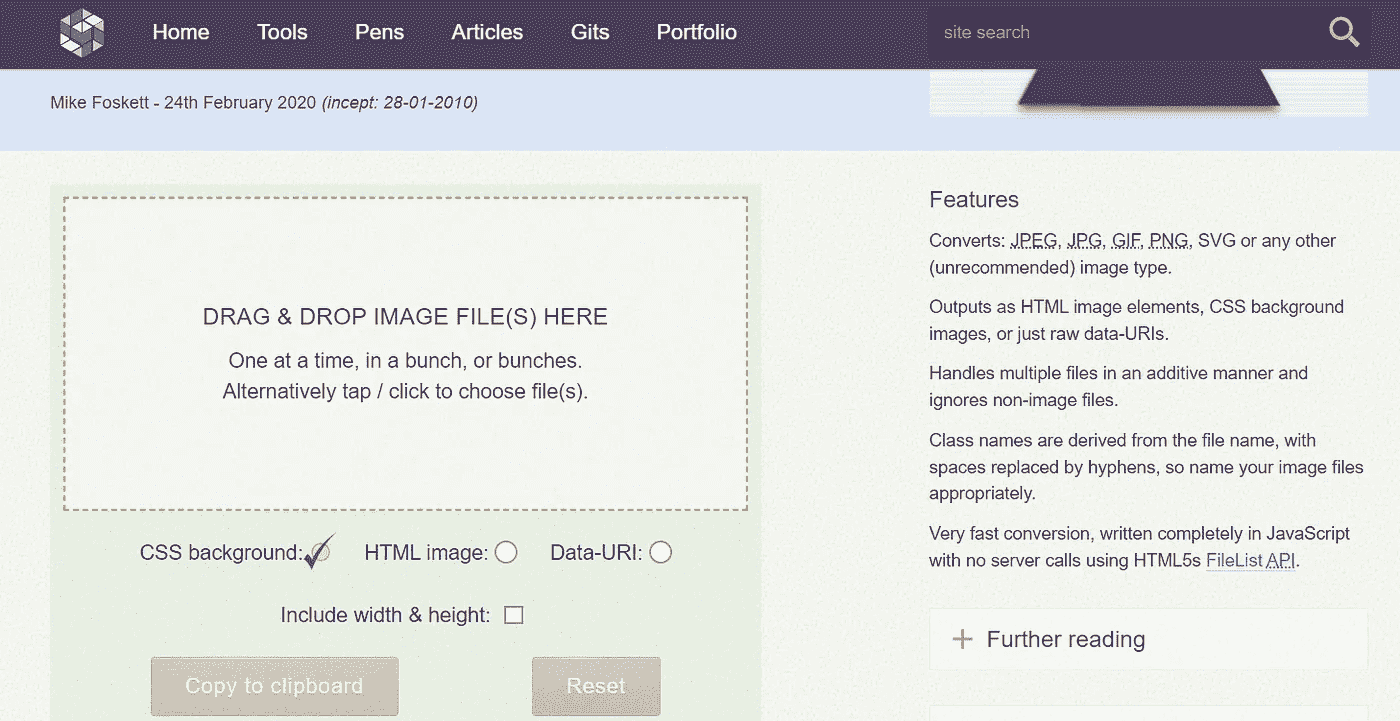 Home Tools Pens Articles Gits Portfolio
site search
Mike Foskett - 24th February 2020 (incept: 28-01-2010)
DRAG & DROP IMAGE FILE(S) HERE
One at a time, in a bunch, or bunches.
Alternatively tap / click to choose file(s).
CSS background: HTML image: Data-URI:
Include width & height:
Copy to clipboard Reset
Features
Converts: JPEG, JPG, GIF, PNG, SVG or any other
(unrecommended) image type.
Outputs as HTML image elements, CSS background
images, or just raw data-URIs.
Handles multiple files in an additive manner and
ignores non-image files.
Class names are derived from the file name, with
spaces replaced by hyphens, so name your image files
appropriately.
Very fast conversion, written completely in JavaScript
with no server calls using HTML5s FileList API.
Further reading